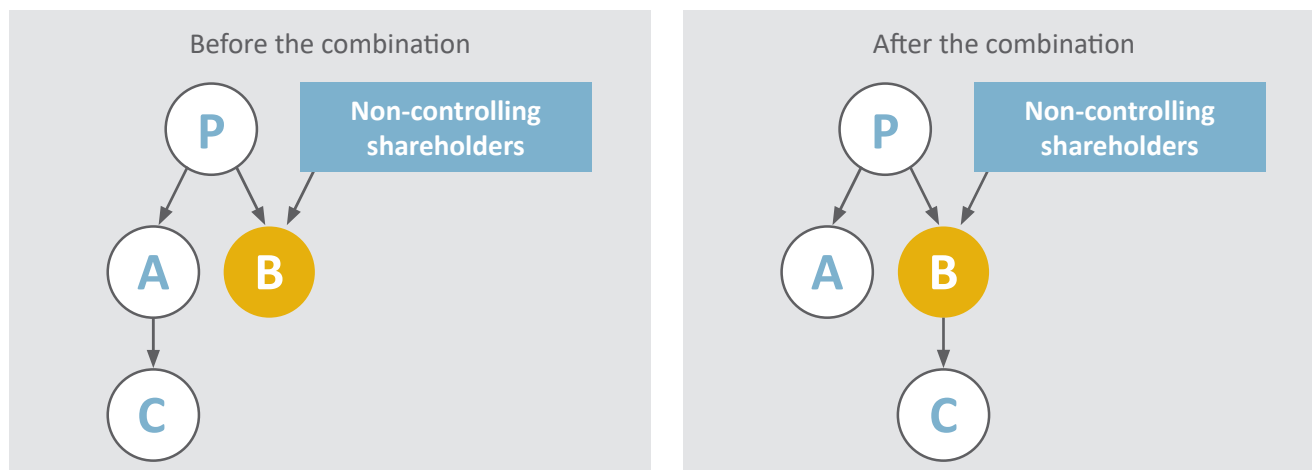 Before the combination
P
Non-controlling
shareholders
A
B
C
After the combination
P
Non-controlling
shareholders
A
B
C